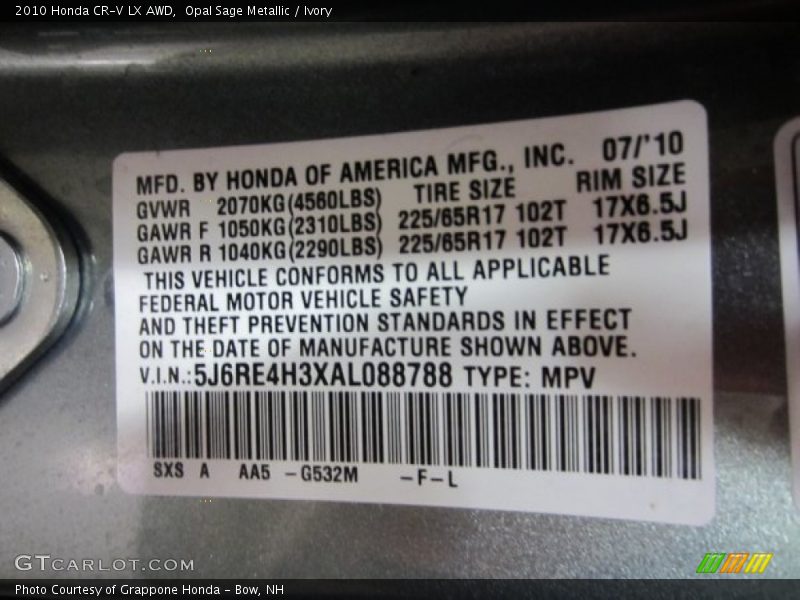 2010 Honda CR-V LX AWD,  Opal Sage Metallic / Ivory
MFD. BY HONDA OF AMERICA MFG., INC. 07/'10
GVWR 2070KG(4560LBS) TIRE SIZE RIM SIZE
GAWR F 1050KG(2310LBS) 225/65R17 102T 17X6.5J
GAWR R 1040KG(2290LBS) 225/65R17 102T 17X6.5J
THIS VEHICLE CONFORMS TO ALL APPLICABLE
FEDERAL MOTOR VEHICLE SAFETY
AND THEFT PREVENTION STANDARDS IN EFFECT
ON THE DATE OF MANUFACTURE SHOWN ABOVE.
V.I.N.:5J6RE4H3XAL088788 TYPE: MPV
SXS A AA5 -G532M -F-L
GTCARLOT.COM
Photo Courtesy of Grappone Honda - Bow, NH